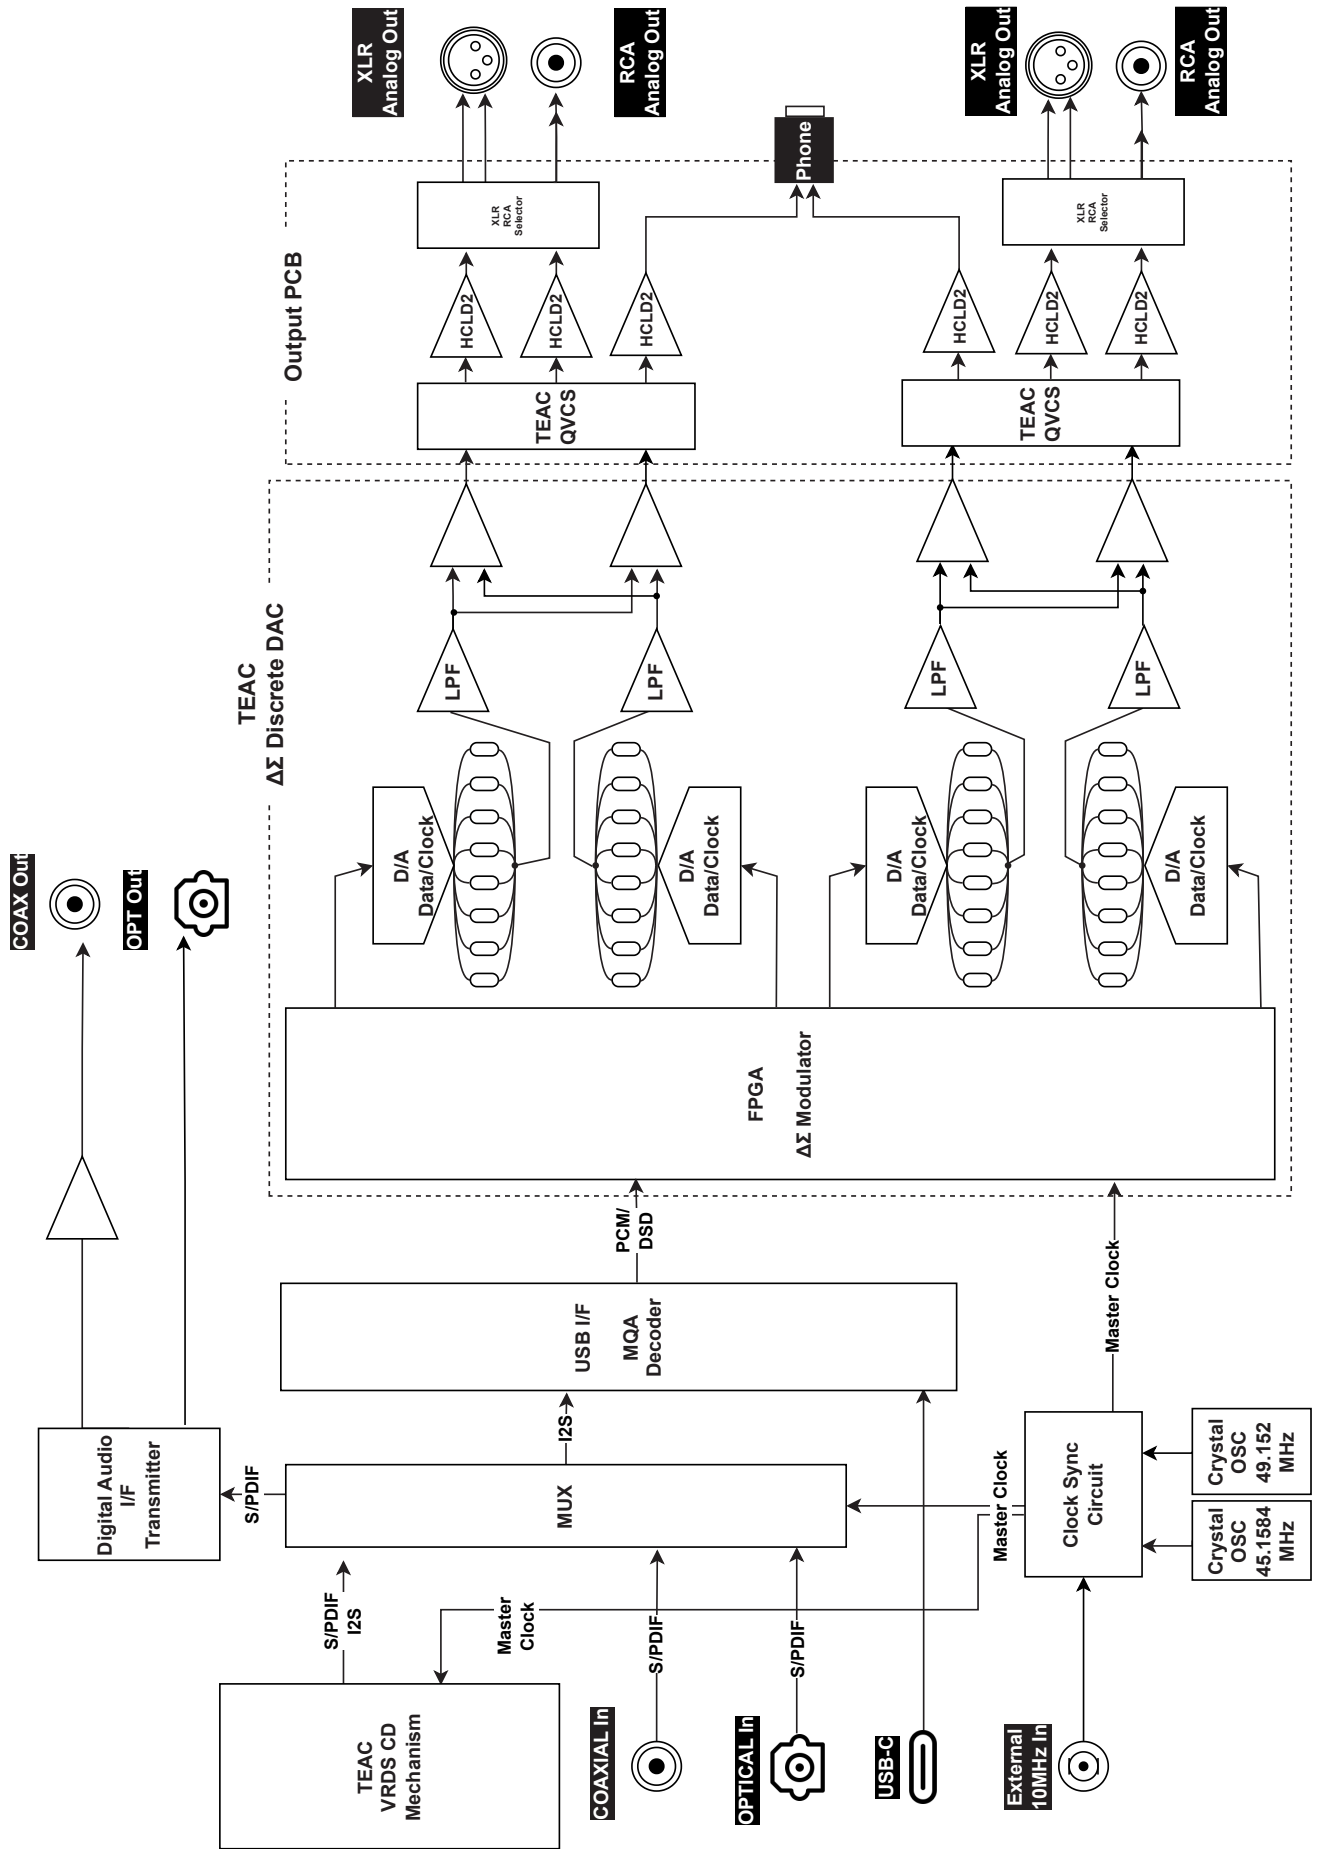 TEAC
VRDS CD
Mechanism
COAXIAL In
OPTICAL In
USB-C
External
10MHz In
S/PDIF
I2S
Master
Clock
S/PDIF
S/PDIF
Digital Audio
I/F
Transmitter
S/PDIF
MUX
I2S
Master Clock
Clock Sync
Circuit
Crystal
OSC
45.1584
MHz
Crystal
OSC
49.152
MHz
USB I/F
MQA
Decoder
PCM/
DSD
Master Clock
COAX Out
OPT Out
TEAC
ΔΣ Discrete DAC
FPGA
ΔΣ Modulator
D/A
Data/Clock
D/A
Data/Clock
D/A
Data/Clock
D/A
Data/Clock
LPF
LPF
LPF
LPF
Output PCB
TEAC
QVCS
TEAC
QVCS
HCLD2
HCLD2
HCLD2
HCLD2
HCLD2
HCLD2
XLR
RCA
Selector
XLR
RCA
Selector
Phone
XLR
Analog Out
RCA
Analog Out
XLR
Analog Out
RCA
Analog Out